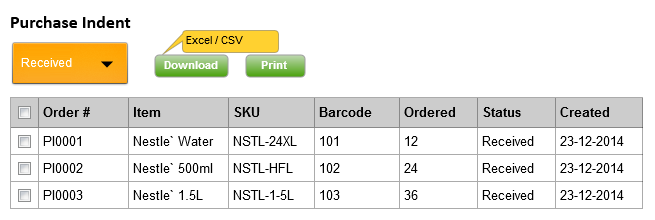 Purchase Indent
Excel / CSV
Received
Download Print
Order # Item SKU Barcode Ordered Status Created
PI0001 Nestle` Water NSTL-24XL 101 12 Received 23-12-2014
PI0002 Nestle` 500ml NSTL-HFL 102 24 Received 23-12-2014
PI0003 Nestle` 1.5L NSTL-1-5L 103 36 Received 23-12-2014